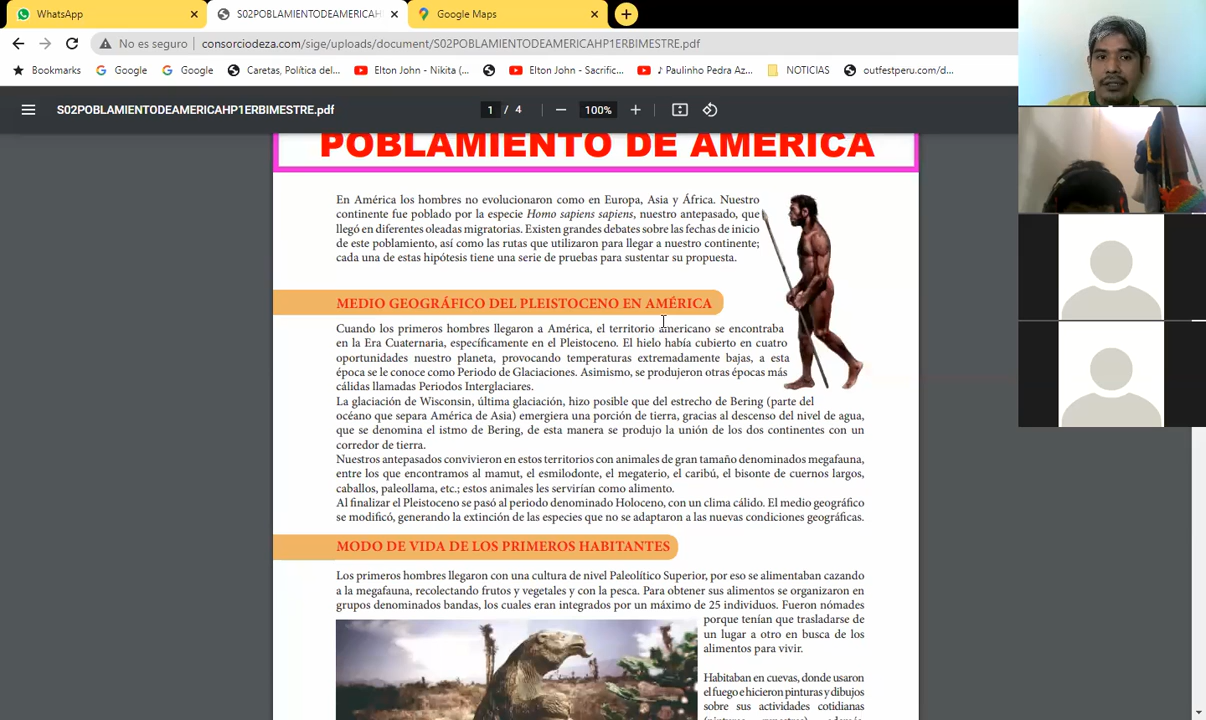 WhatsApp
S02POBLAMIENTODEAMERICAH
Google Maps
No es seguro
consorciodeza.com/sige/uploads/document/S02POBLAMIENTODEAMERICAHP1ERBIMESTRE.pdf
Bookmarks
Google
Google
Caretas, Política del...
Elton John - Nikita (...
Elton John - Sacrific...
♪ Paulinho Pedra Az...
NOTICIAS
outfestperu.com/d...
S02POBLAMIENTODEAMERICAHP1ERBIMESTRE.pdf
1 / 4
100%
POBLAMIENTO DE AMÉRICA
En América los hombres no evolucionaron como en Europa, Asia y África. Nuestro
continente fue poblado por la especie Homo sapiens sapiens, nuestro antepasado, que
llegó en diferentes oleadas migratorias. Existen grandes debates sobre las fechas de inicio
de este poblamiento, así como las rutas que utilizaron para llegar a nuestro continente;
cada una de estas hipótesis tiene una serie de pruebas para sustentar su propuesta.
MEDIO GEOGRÁFICO DEL PLEISTOCENO EN AMÉRICA
Cuando los primeros hombres llegaron a América, el territorio americano se encontraba
en la Era Cuaternaria, específicamente en el Pleistoceno. El hielo había cubierto en cuatro
oportunidades nuestro planeta, provocando temperaturas extremadamente bajas, a esta
época se le conoce como Periodo de Glaciaciones. Asimismo, se produjeron otras épocas más
cálidas llamadas Periodos Interglaciares.
La glaciación de Wisconsin, última glaciación, hizo posible que del estrecho de Bering (parte del
océano que separa América de Asia) emergiera una porción de tierra, gracias al descenso del nivel de agua,
que se denomina el istmo de Bering, de esta manera se produjo la unión de los dos continentes con un
corredor de tierra.
Nuestros antepasados convivieron en estos territorios con animales de gran tamaño denominados megafauna,
entre los que encontramos al mamut, el esmilodonte, el megaterio, el caribú, el bisonte de cuernos largos,
caballos, paleollama, etc.; estos animales les servirían como alimento.
Al finalizar el Pleistoceno se pasó al periodo denominado Holoceno, con un clima cálido. El medio geográfico
se modificó, generando la extinción de las especies que no se adaptaron a las nuevas condiciones geográficas.
MODO DE VIDA DE LOS PRIMEROS HABITANTES
Los primeros hombres llegaron con una cultura de nivel Paleolítico Superior, por eso se alimentaban cazando
a la megafauna, recolectando frutos y vegetales y con la pesca. Para obtener sus alimentos se organizaron en
grupos denominados bandas, los cuales eran integrados por un máximo de 25 individuos. Fueron nómades
porque tenían que trasladarse de
un lugar a otro en busca de los
alimentos para vivir.
Habitaban en cuevas, donde usaron
el fuego e hicieron pinturas y dibujos
sobre sus actividades cotidianas